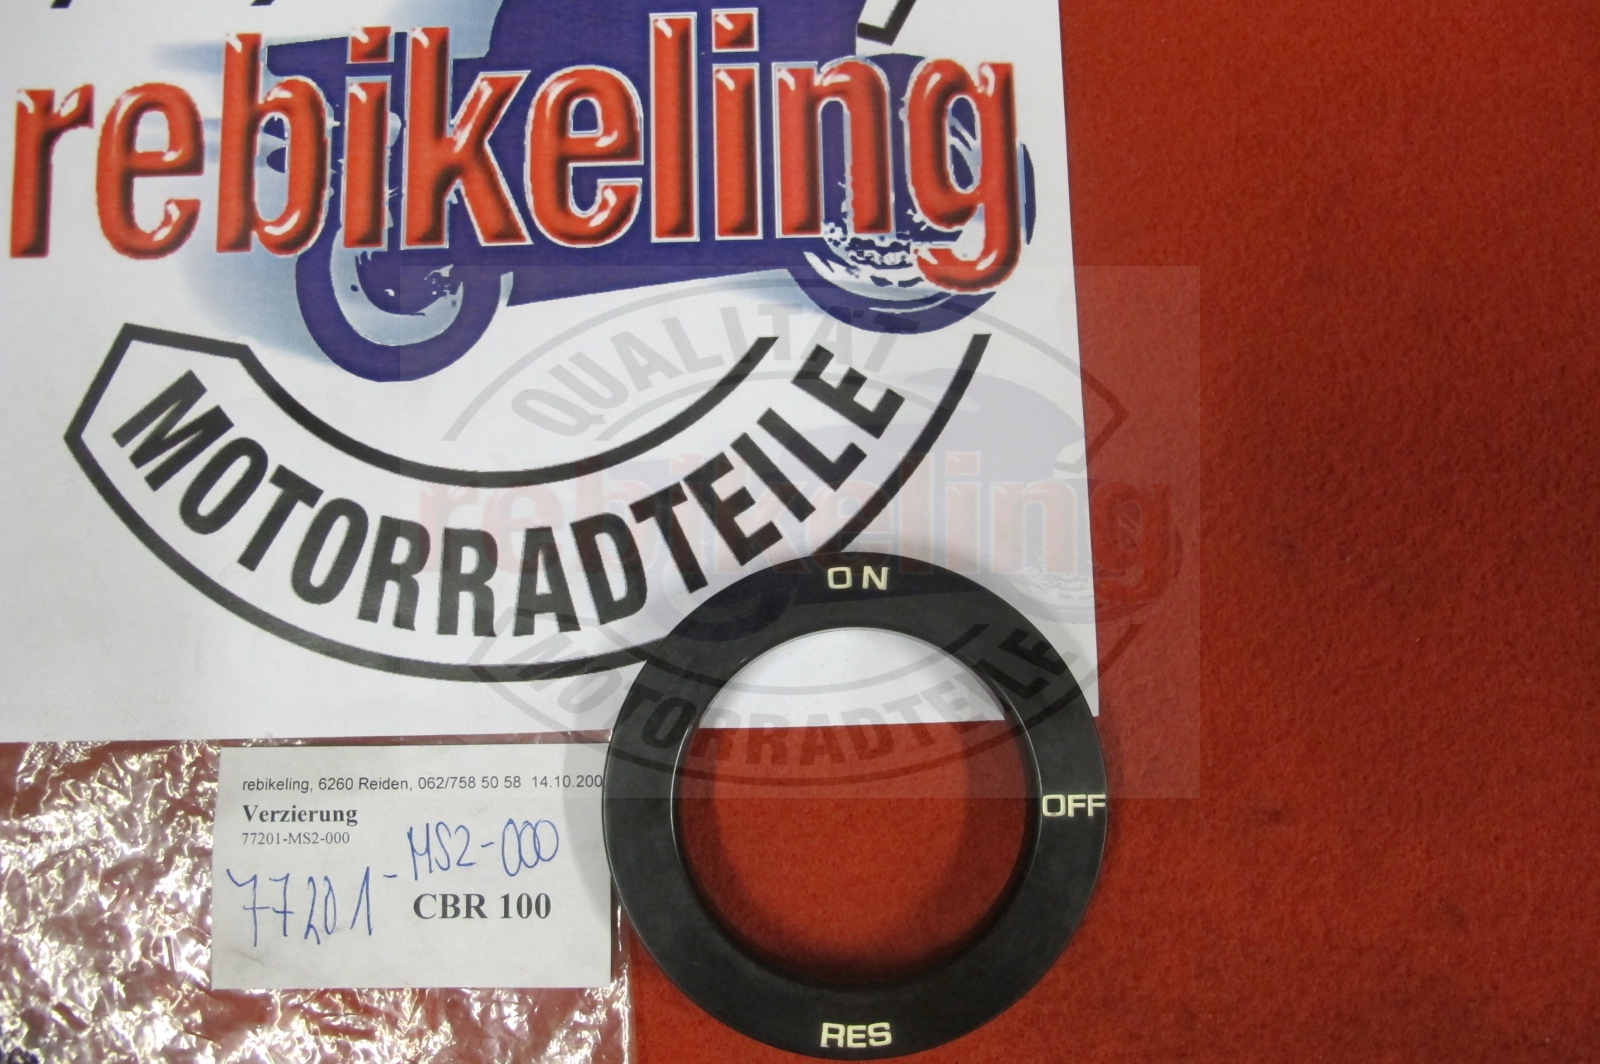 rebikeling
MOTORRADTEILE
QUALITÄT
rebikeling
MOTORRADTEILE
ON
OFF
RES
rebikeling, 6260 Reiden, 062/758 50 58 14.10.200
Verzierung
77201-MS2-000
77201-MS2-000
CBR 100